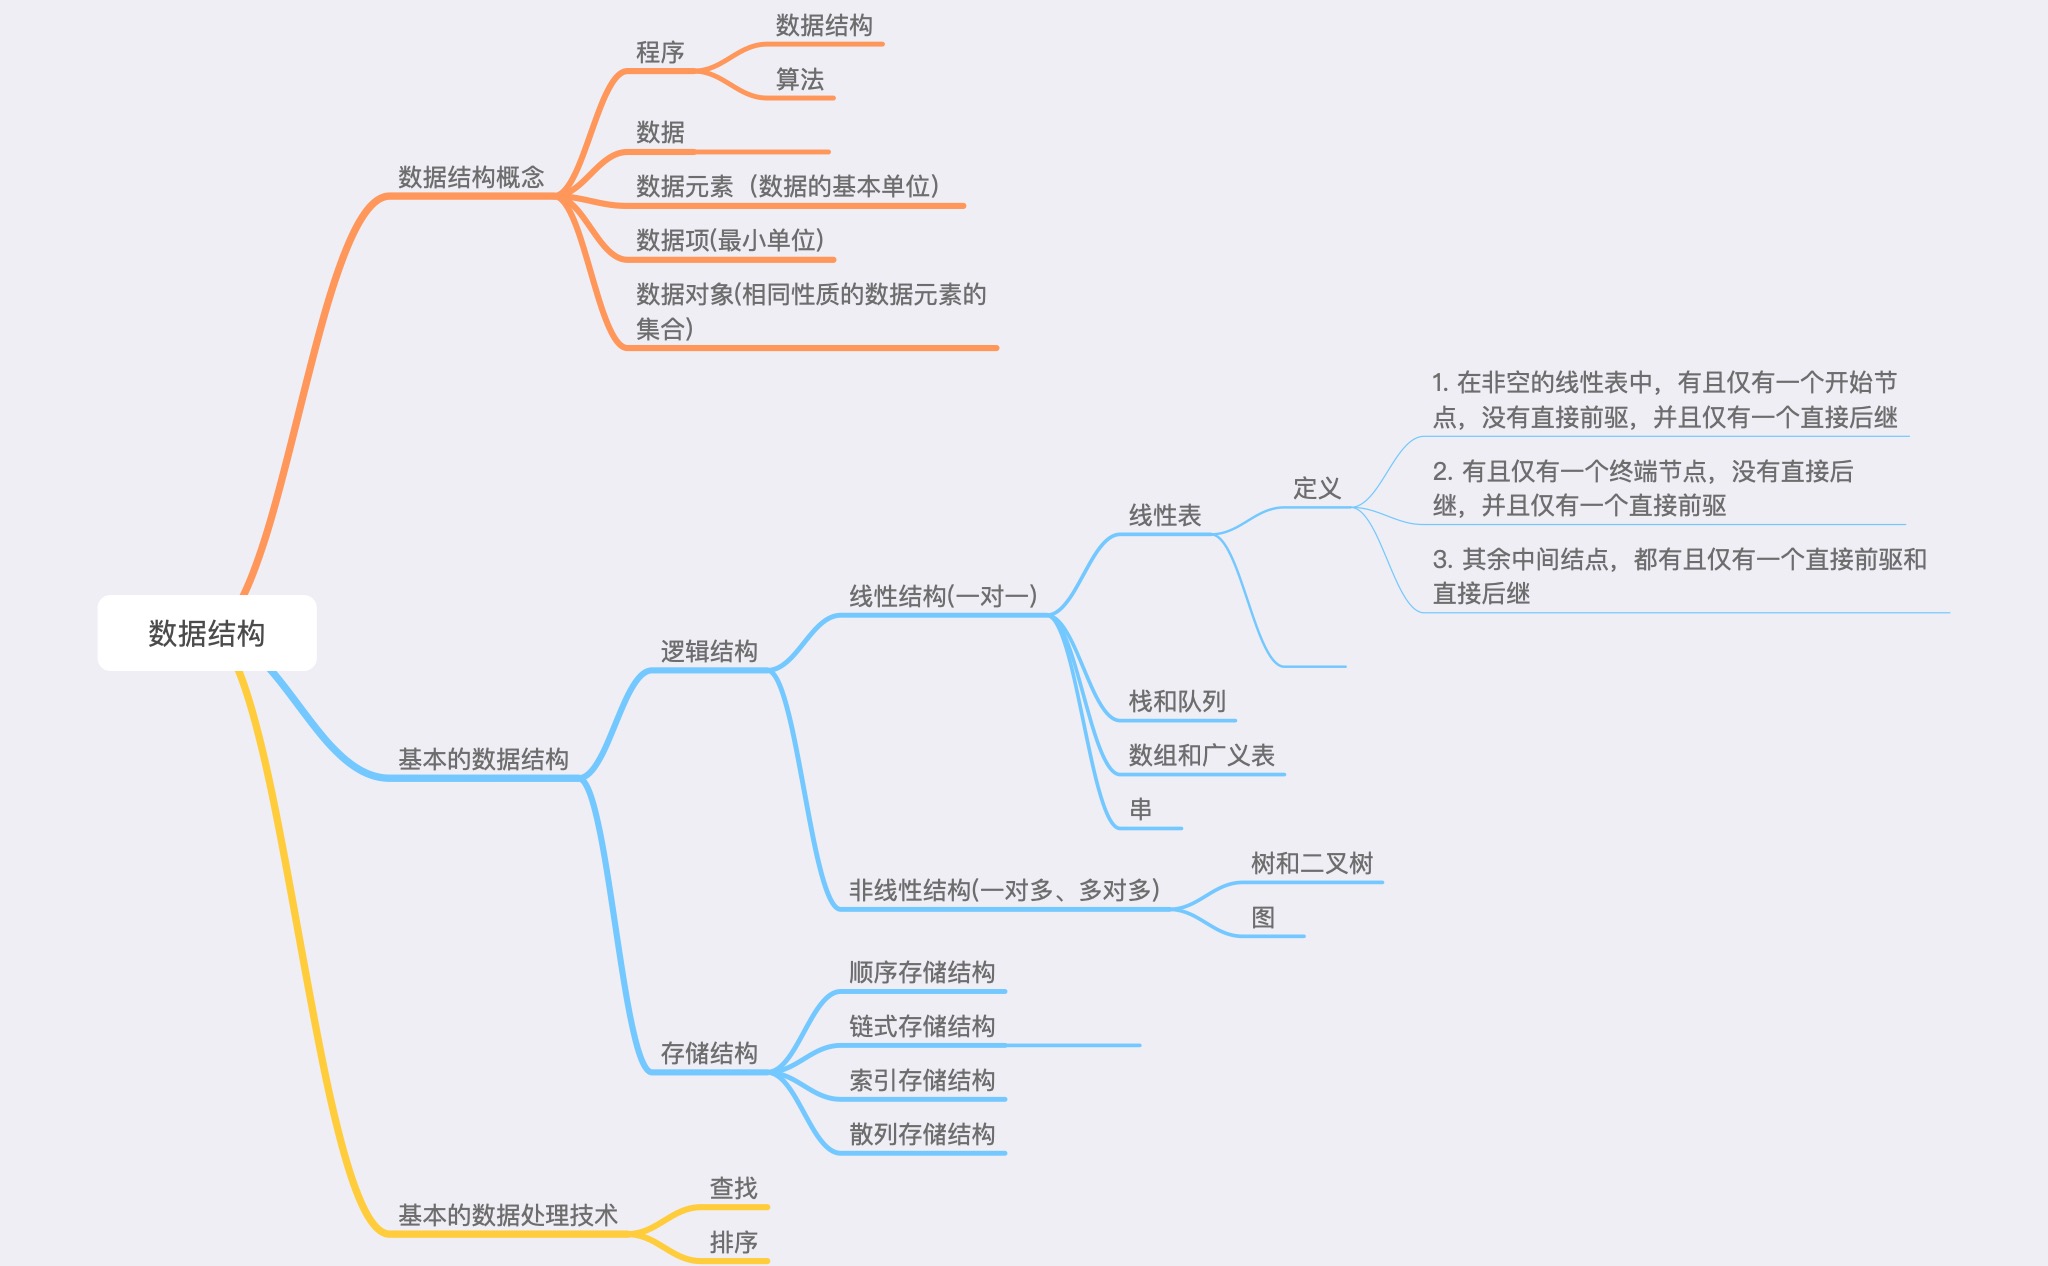 数据结构
数据结构概念
程序
数据结构
算法
数据
数据元素（数据的基本单位）
数据项(最小单位)
数据对象(相同性质的数据元素的
集合)
基本的数据结构
逻辑结构
线性结构(一对一)
线性表
定义
1. 在非空的线性表中，有且仅有一个开始节
点，没有直接前驱，并且仅有一个直接后继
2. 有且仅有一个终端节点，没有直接后
继，并且仅有一个直接前驱
3. 其余中间结点，都有且仅有一个直接前驱和
直接后继
栈和队列
数组和广义表
串
非线性结构(一对多、多对多)
树和二叉树
图
存储结构
顺序存储结构
链式存储结构
索引存储结构
散列存储结构
基本的数据处理技术
查找
排序